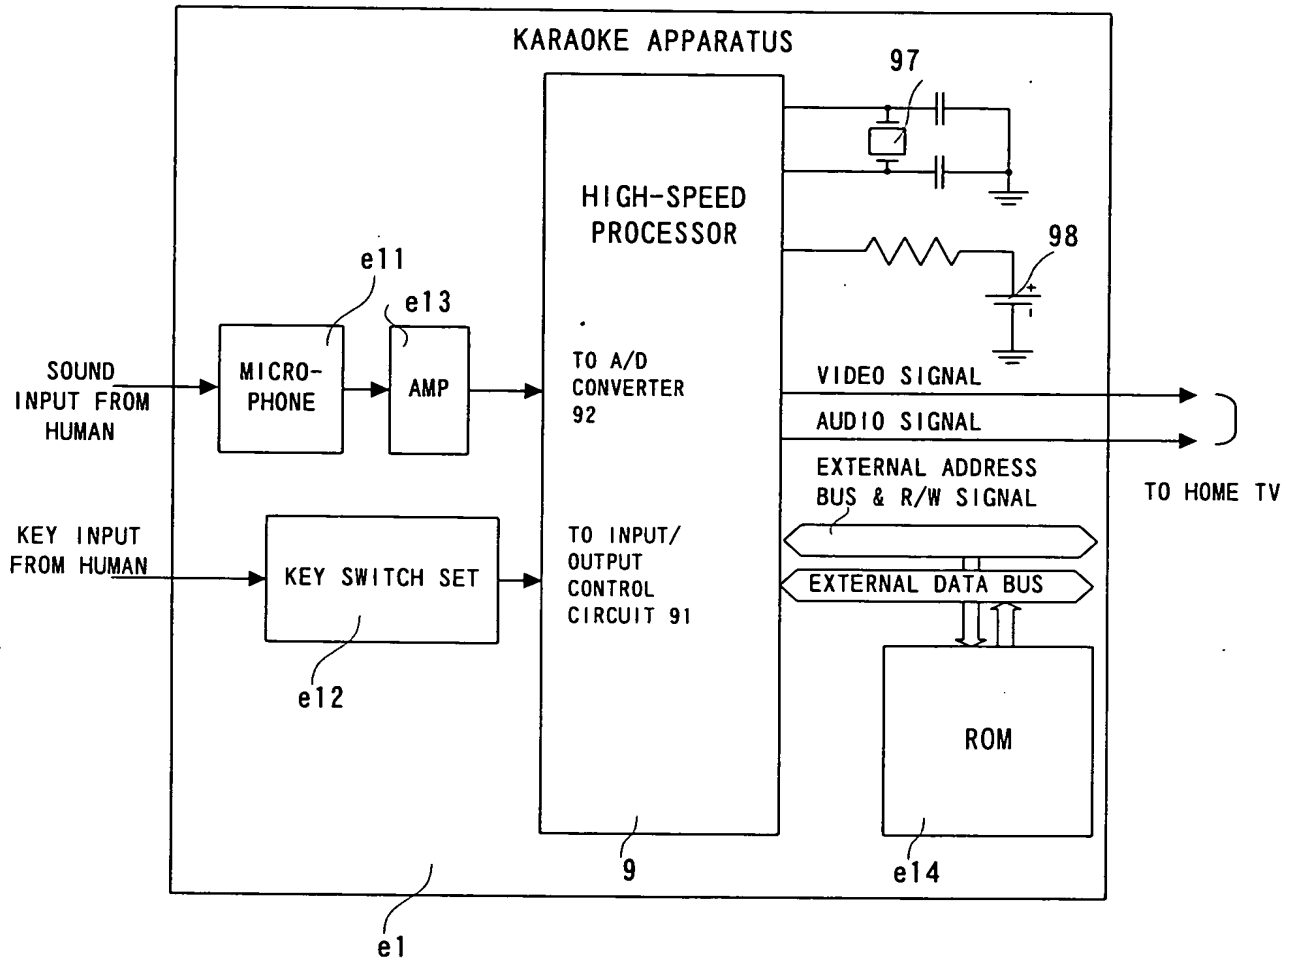 KARAOKE APPARATUS
97
HIGH-SPEED
PROCESSOR
98
+
-
e11
e13
SOUND
INPUT FROM
HUMAN
MICRO-
PHONE
AMP
TO A/D
CONVERTER
92
VIDEO SIGNAL
AUDIO SIGNAL
EXTERNAL ADDRESS
BUS & R/W SIGNAL
TO HOME TV
KEY INPUT
FROM HUMAN
KEY SWITCH SET
TO INPUT/
OUTPUT
CONTROL
CIRCUIT 91
EXTERNAL DATA BUS
e12
ROM
9
e14
e1